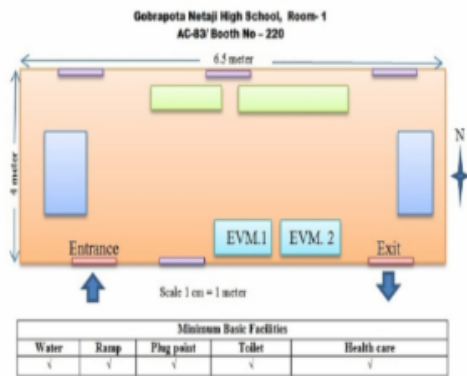 Gobrapota Netaji High School, Room- 1
AC-83/ Booth No – 220
6.5 meter
4 meter
N
EVM.1 EVM. 2
Entrance Exit
Scale 1 cm = 1 meter
Minimum Basic Facilities
Water Ramp Plug point Toilet Health care
√ √ √ √ √